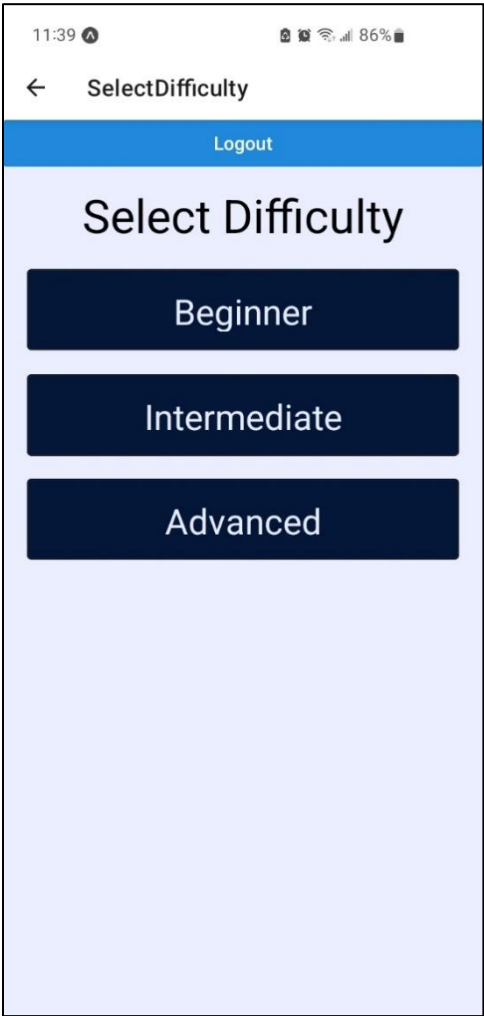 11:39 86%
SelectDifficulty
Logout
Select Difficulty
Beginner
Intermediate
Advanced